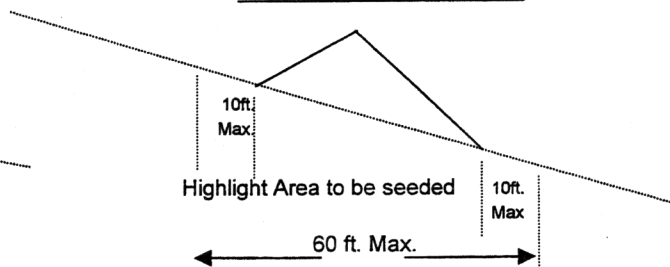 10ft.
Max.
Highlight Area to be seeded
10ft.
Max
60 ft. Max.